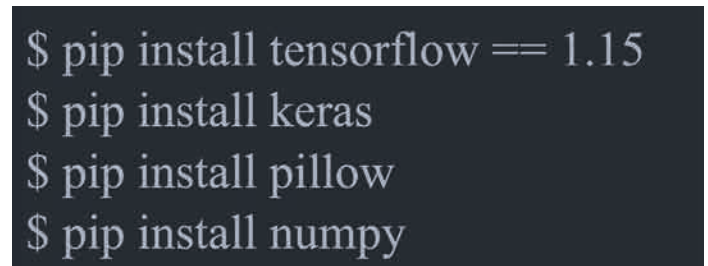 $ pip install tensorflow == 1.15
$ pip install keras
$ pip install pillow
$ pip install numpy